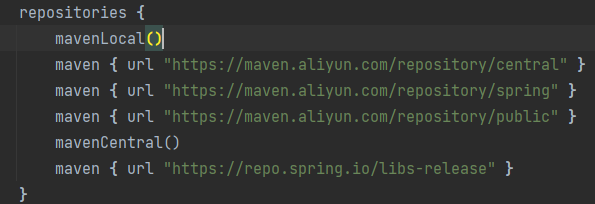 repositories {
    mavenLocal()
    maven { url "https://maven.aliyun.com/repository/central" }
    maven { url "https://maven.aliyun.com/repository/spring" }
    maven { url "https://maven.aliyun.com/repository/public" }
    mavenCentral()
    maven { url "https://repo.spring.io/libs-release" }
}